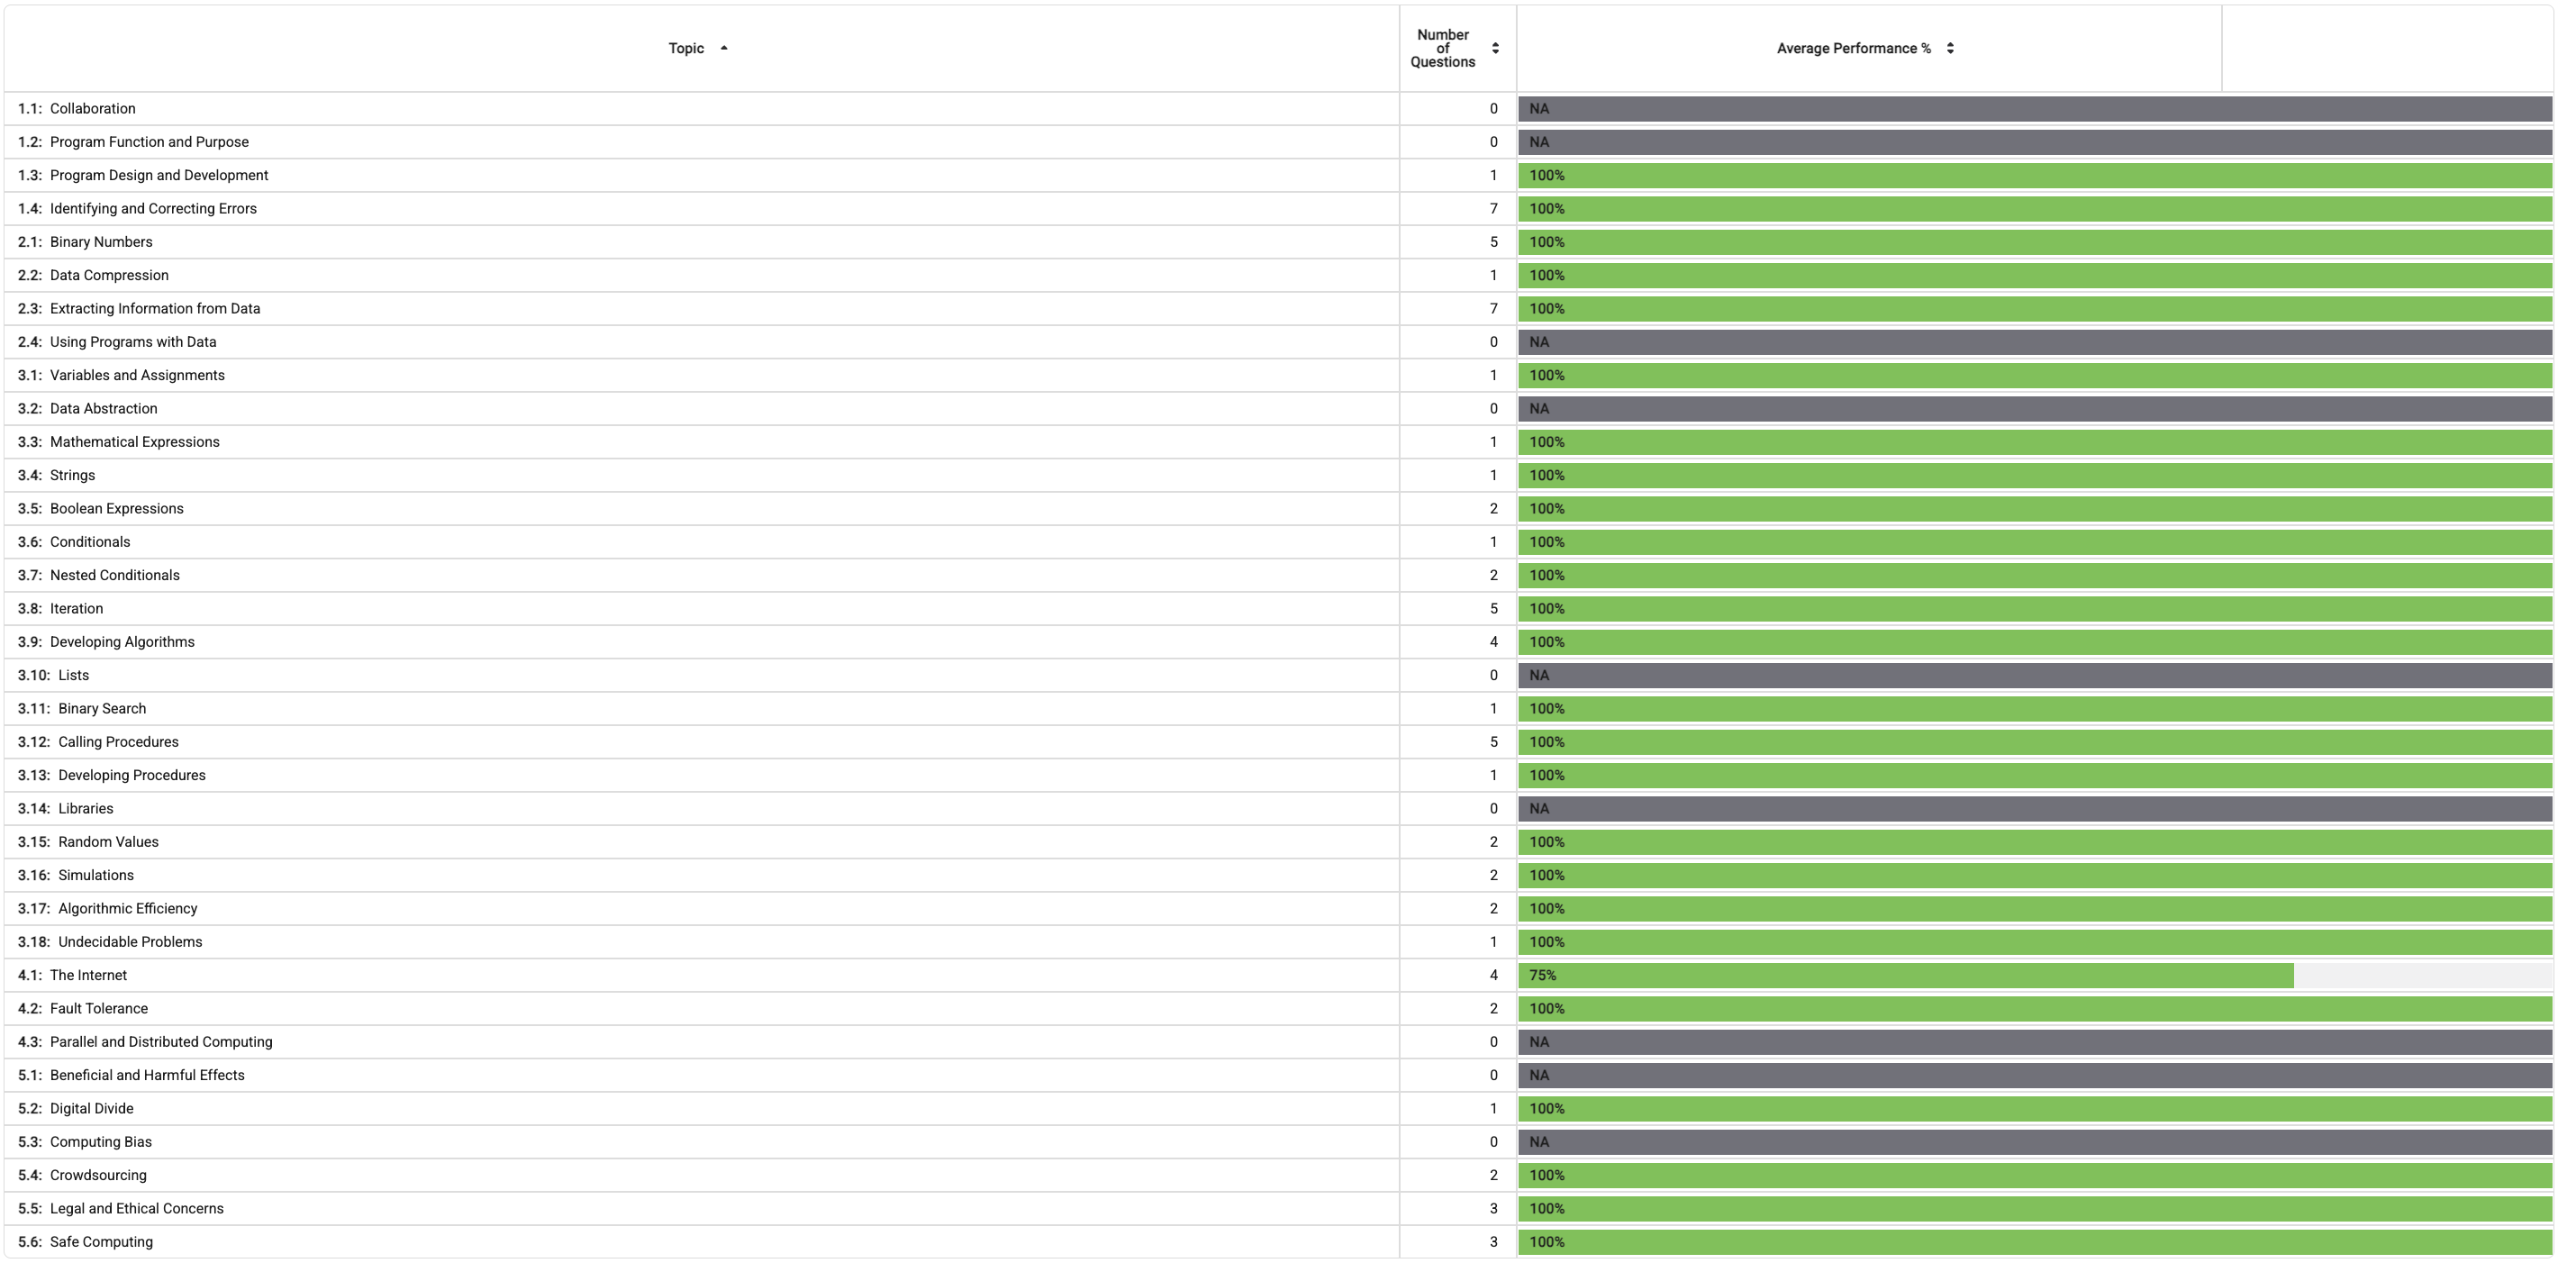 Topic Number of Questions Average Performance %
1.1: Collaboration 0 NA
1.2: Program Function and Purpose 0 NA
1.3: Program Design and Development 1 100%
1.4: Identifying and Correcting Errors 7 100%
2.1: Binary Numbers 5 100%
2.2: Data Compression 1 100%
2.3: Extracting Information from Data 7 100%
2.4: Using Programs with Data 0 NA
3.1: Variables and Assignments 1 100%
3.2: Data Abstraction 0 NA
3.3: Mathematical Expressions 1 100%
3.4: Strings 1 100%
3.5: Boolean Expressions 2 100%
3.6: Conditionals 1 100%
3.7: Nested Conditionals 2 100%
3.8: Iteration 5 100%
3.9: Developing Algorithms 4 100%
3.10: Lists 0 NA
3.11: Binary Search 1 100%
3.12: Calling Procedures 5 100%
3.13: Developing Procedures 1 100%
3.14: Libraries 0 NA
3.15: Random Values 2 100%
3.16: Simulations 2 100%
3.17: Algorithmic Efficiency 2 100%
3.18: Undecidable Problems 1 100%
4.1: The Internet 4 75%
4.2: Fault Tolerance 2 100%
4.3: Parallel and Distributed Computing 0 NA
5.1: Beneficial and Harmful Effects 0 NA
5.2: Digital Divide 1 100%
5.3: Computing Bias 0 NA
5.4: Crowdsourcing 2 100%
5.5: Legal and Ethical Concerns 3 100%
5.6: Safe Computing 3 100%